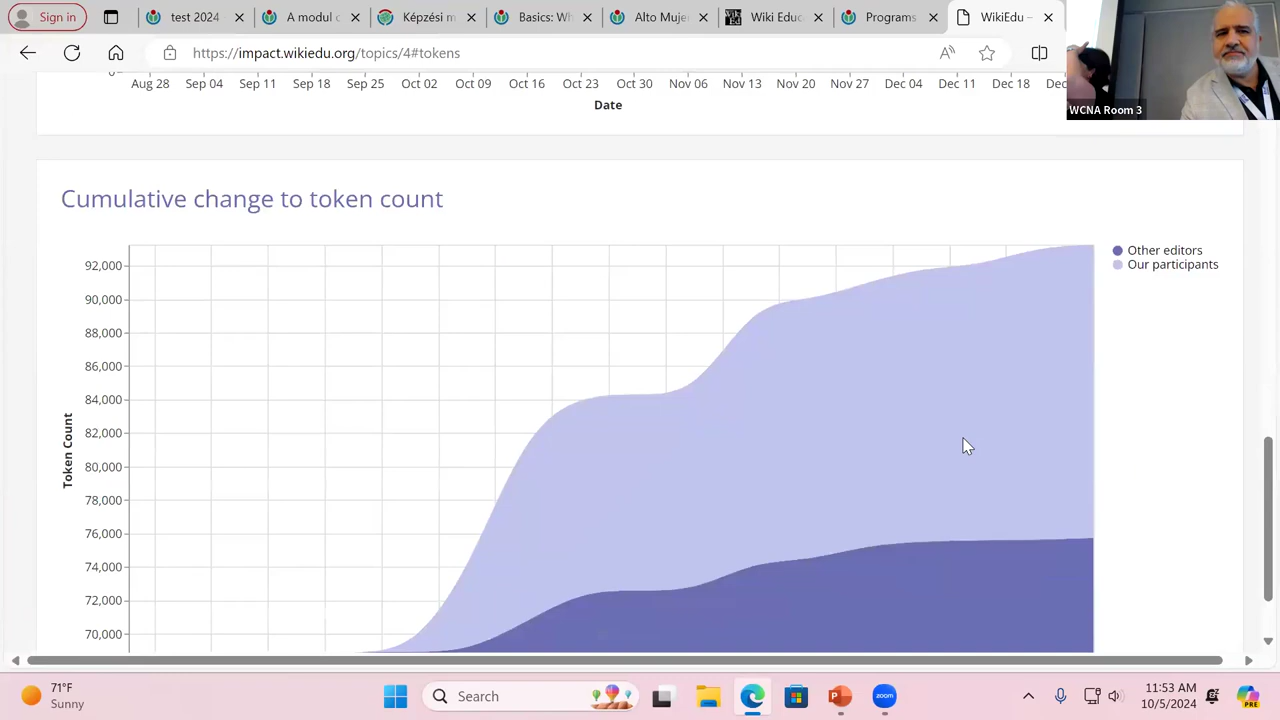 Sign in
test 2024
A modul c
Képzési m
Basics: Wh
Alto Muje
Wiki Educ
Programs
WikiEdu –
https://impact.wikiedu.org/topics/4#tokens
WCNA Room 3
0
Aug 28 Sep 04 Sep 11 Sep 18 Sep 25 Oct 02 Oct 09 Oct 16 Oct 23 Oct 30 Nov 06 Nov 13 Nov 20 Nov 27 Dec 04 Dec 11 Dec 18 De
Date
Cumulative change to token count
Other editors
Our participants
92,000
90,000
88,000
86,000
84,000
82,000
80,000
78,000
76,000
74,000
72,000
70,000
Token Count
71°F
Sunny
Search
zoom
PRE
11:53 AM
10/5/2024